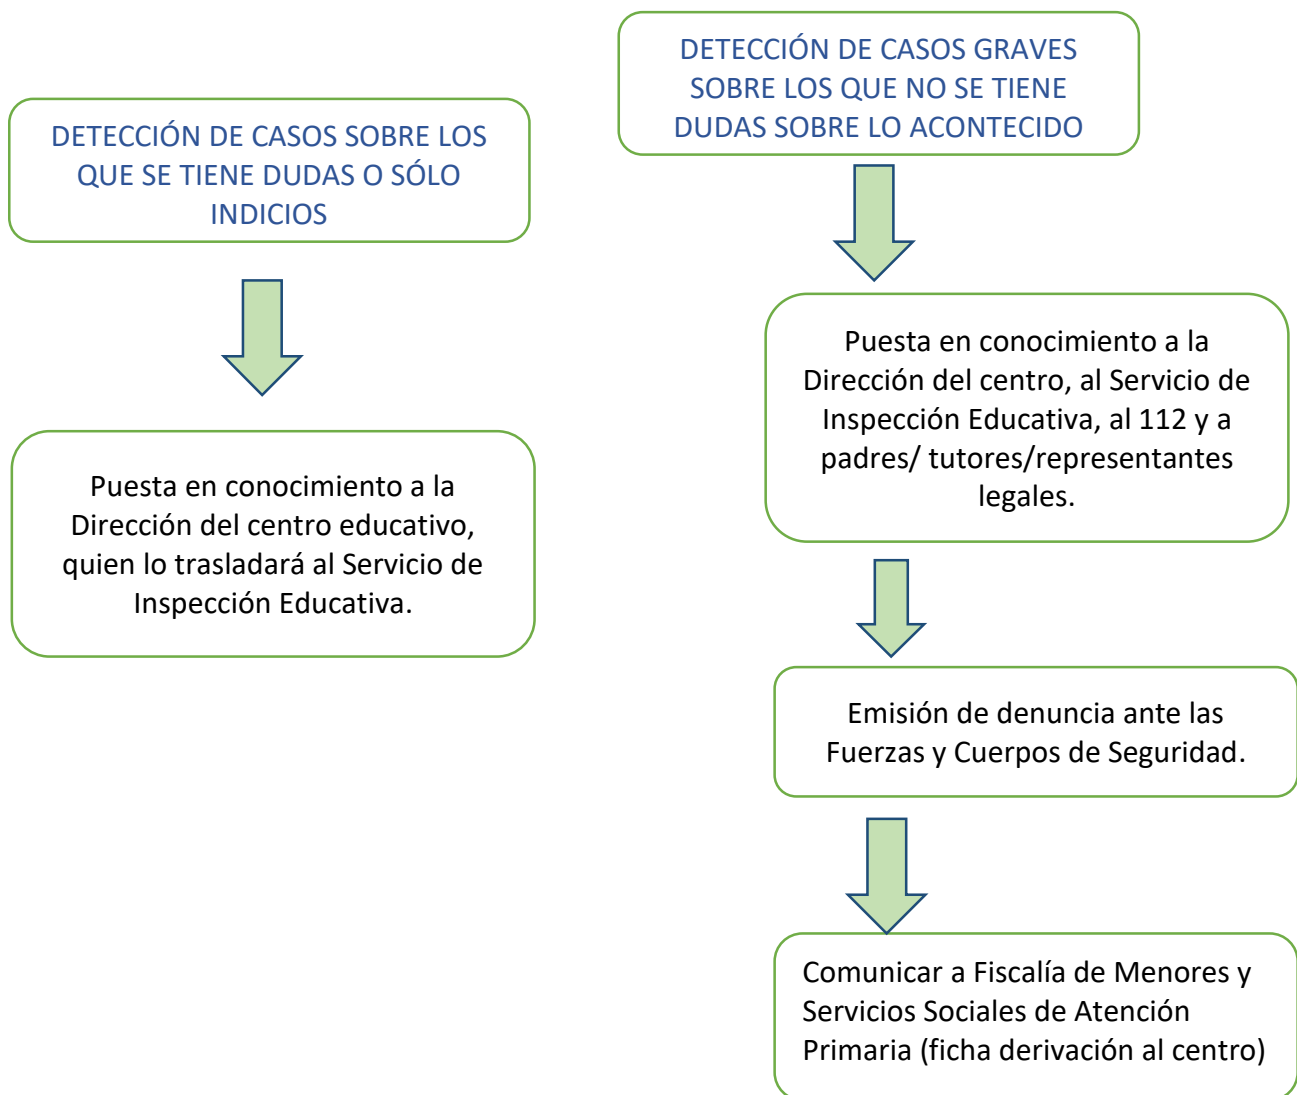 DETECCIÓN DE CASOS SOBRE LOS
QUE SE TIENE DUDAS O SÓLO
INDICIOS
Puesta en conocimiento a la
Dirección del centro educativo,
quien lo trasladará al Servicio de
Inspección Educativa.
DETECCIÓN DE CASOS GRAVES
SOBRE LOS QUE NO SE TIENE
DUDAS SOBRE LO ACONTECIDO
Puesta en conocimiento a la
Dirección del centro, al Servicio de
Inspección Educativa, al 112 y a
padres/ tutores/representantes
legales.
Emisión de denuncia ante las
Fuerzas y Cuerpos de Seguridad.
Comunicar a Fiscalía de Menores y
Servicios Sociales de Atención
Primaria (ficha derivación al centro)